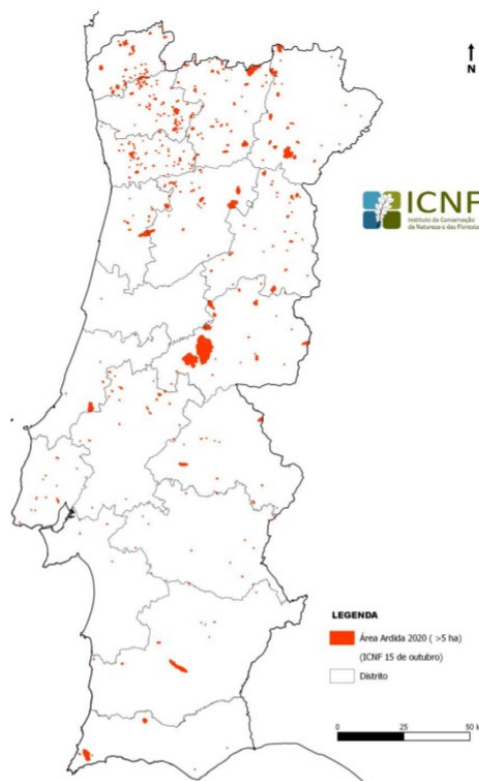 N
ICNF
Instituto da Conservação
da Natureza e das Florestas
LEGENDA
Área Ardida 2020 ( >5 ha)
(ICNF 15 de outubro)
Distrito
0 25 50 k